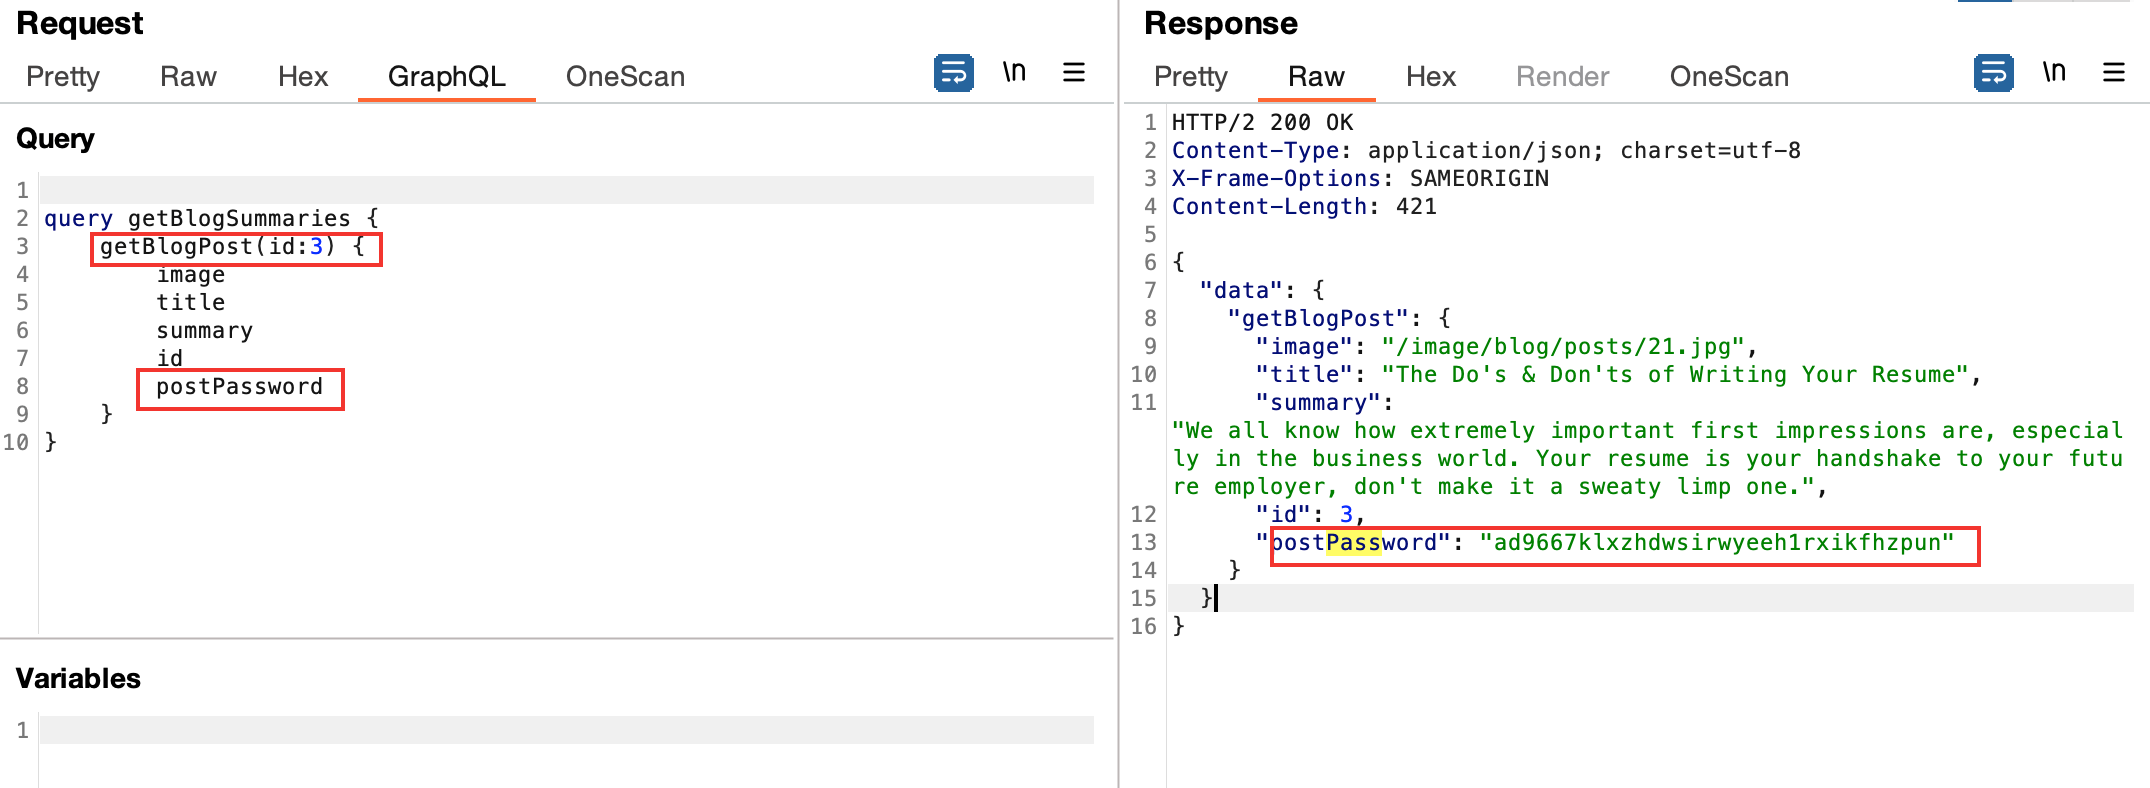 Request
Pretty Raw Hex GraphQL OneScan \n
Query
1
2 query getBlogSummaries {
3 getBlogPost(id:3) {
4 image
5 title
6 summary
7 id
8 postPassword
9 }
10 }
Variables
1
Response
Pretty Raw Hex Render OneScan \n
1 HTTP/2 200 OK
2 Content-Type: application/json; charset=utf-8
3 X-Frame-Options: SAMEORIGIN
4 Content-Length: 421
5
6 {
7 "data": {
8 "getBlogPost": {
9 "image": "/image/blog/posts/21.jpg",
10 "title": "The Do's & Don'ts of Writing Your Resume",
11 "summary":
"We all know how extremely important first impressions are, especial
ly in the business world. Your resume is your handshake to your futu
re employer, don't make it a sweaty limp one.",
12 "id": 3,
13 "postPassword": "ad9667klxzhdwsirwyeeh1rxikfhzpun"
14 }
15 }
16 }